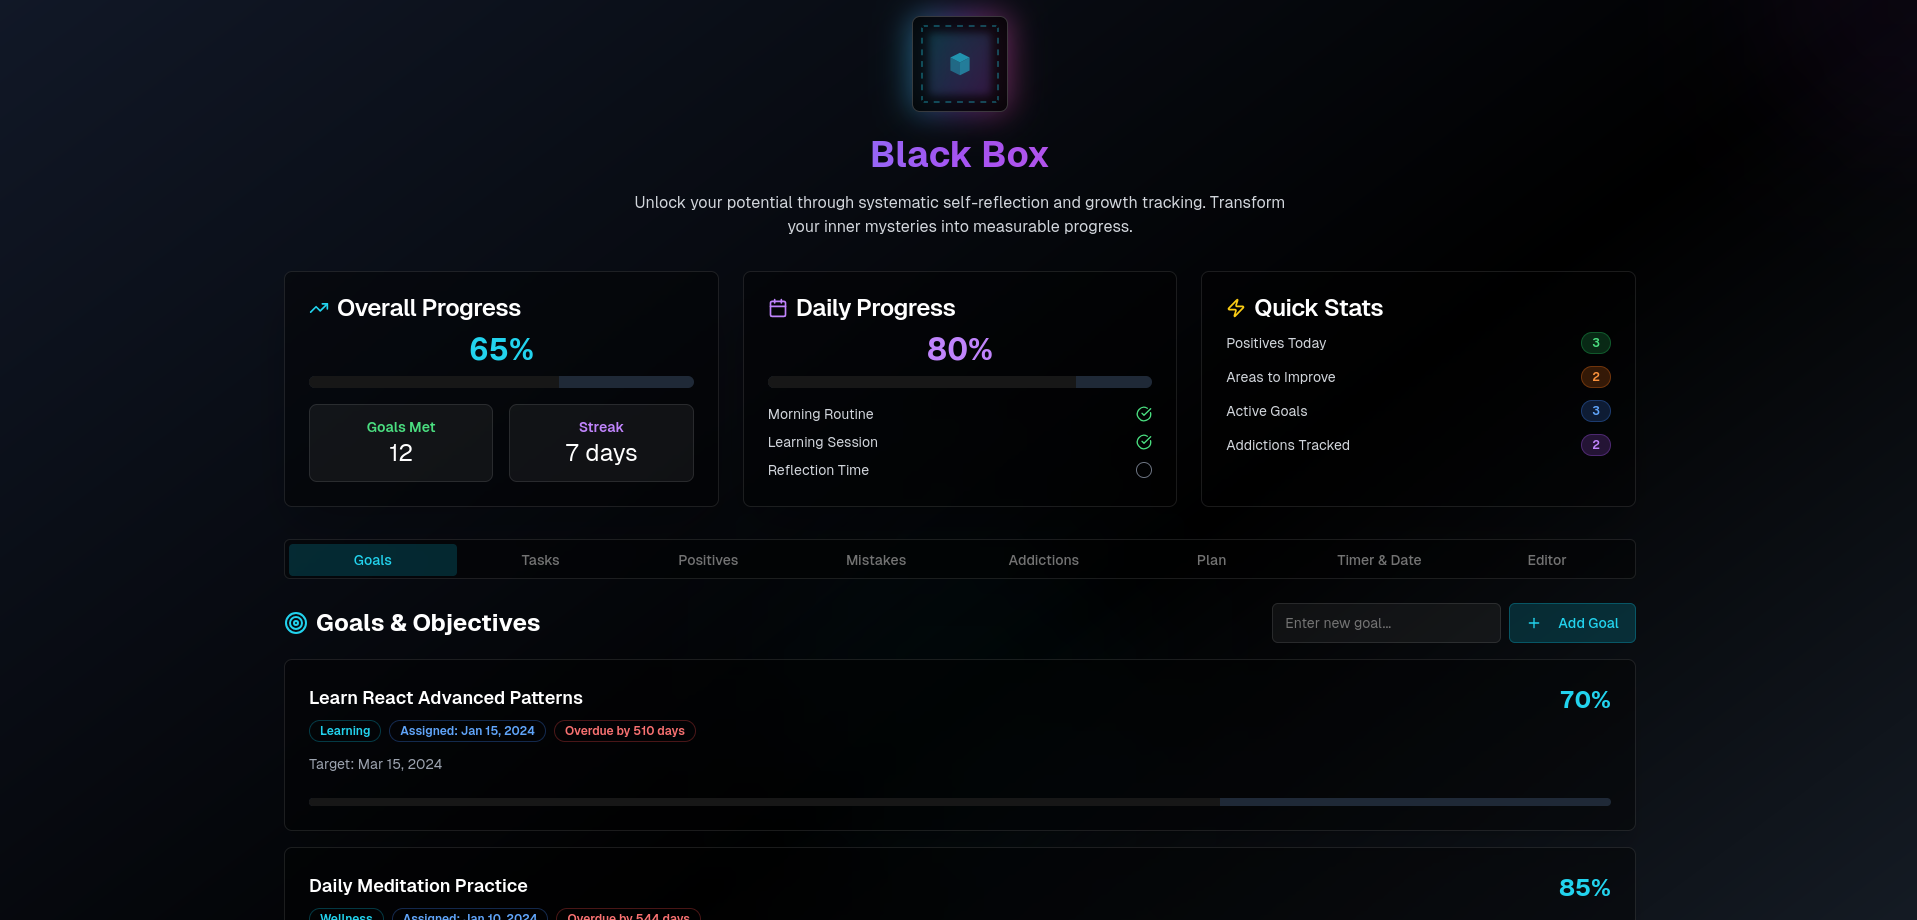 Black Box
Unlock your potential through systematic self-reflection and growth tracking. Transform
your inner mysteries into measurable progress.
Overall Progress
65%
Goals Met
12
Streak
7 days
Daily Progress
80%
Morning Routine
Learning Session
Reflection Time
Quick Stats
Positives Today 3
Areas to Improve 2
Active Goals 3
Addictions Tracked 2
Goals Tasks Positives Mistakes Addictions Plan Timer & Date Editor
Goals & Objectives
Enter new goal...
+ Add Goal
Learn React Advanced Patterns
70%
Learning Assigned: Jan 15, 2024 Overdue by 510 days
Target: Mar 15, 2024
Daily Meditation Practice
85%
Wellness Assigned: Jan 10, 2024 Overdue by 544 days